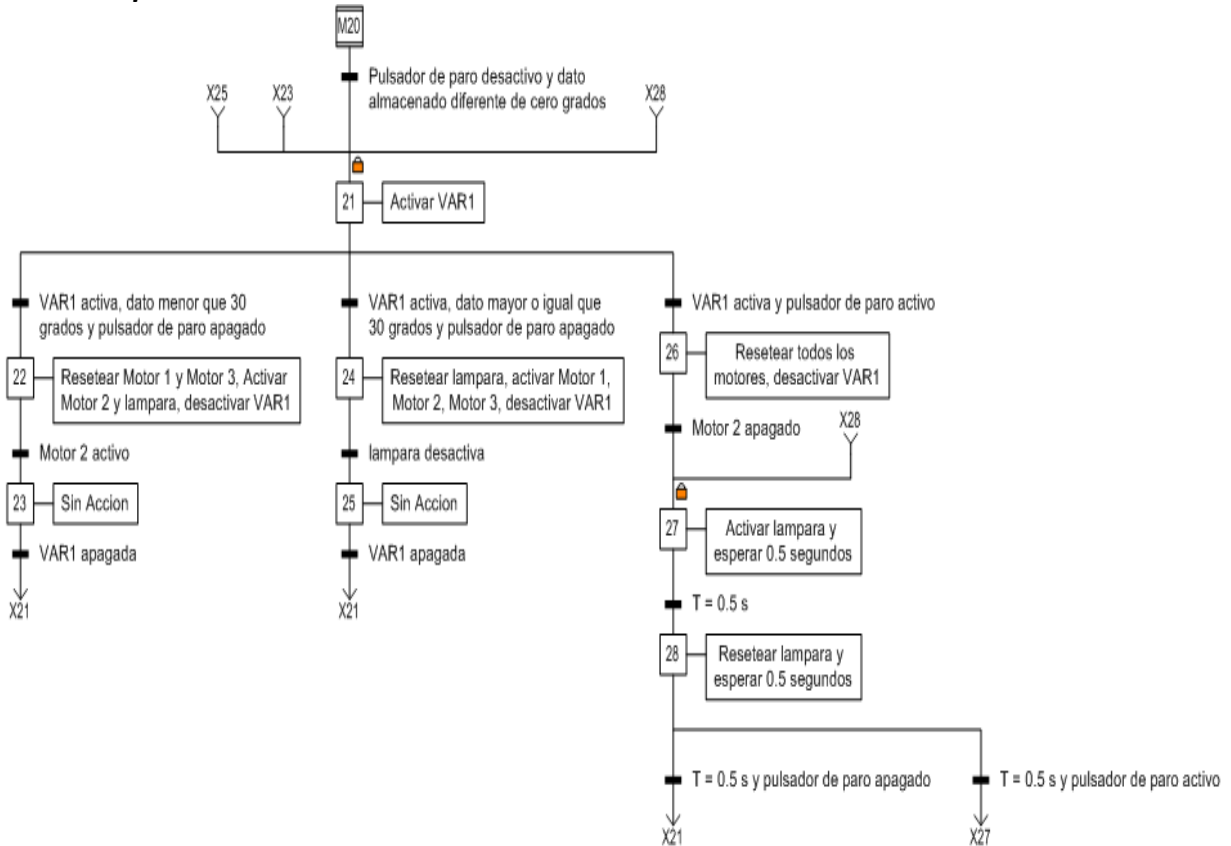 M20
Pulsador de paro desactivo y dato
almacenado diferente de cero grados
X25
X23
X28
21
Activar VAR1
VAR1 activa, dato menor que 30
grados y pulsador de paro apagado
VAR1 activa, dato mayor o igual que
30 grados y pulsador de paro apagado
VAR1 activa y pulsador de paro activo
22
Resetear Motor 1 y Motor 3, Activar
Motor 2 y lampara, desactivar VAR1
24
Resetear lampara, activar Motor 1,
Motor 2, Motor 3, desactivar VAR1
26
Resetear todos los
motores, desactivar VAR1
Motor 2 activo
lampara desactiva
Motor 2 apagado
X28
23
Sin Accion
25
Sin Accion
27
Activar lampara y
esperar 0.5 segundos
VAR1 apagada
VAR1 apagada
X21
X21
T = 0.5 s
28
Resetear lampara y
esperar 0.5 segundos
T = 0.5 s y pulsador de paro apagado
T = 0.5 s y pulsador de paro activo
X21
X27